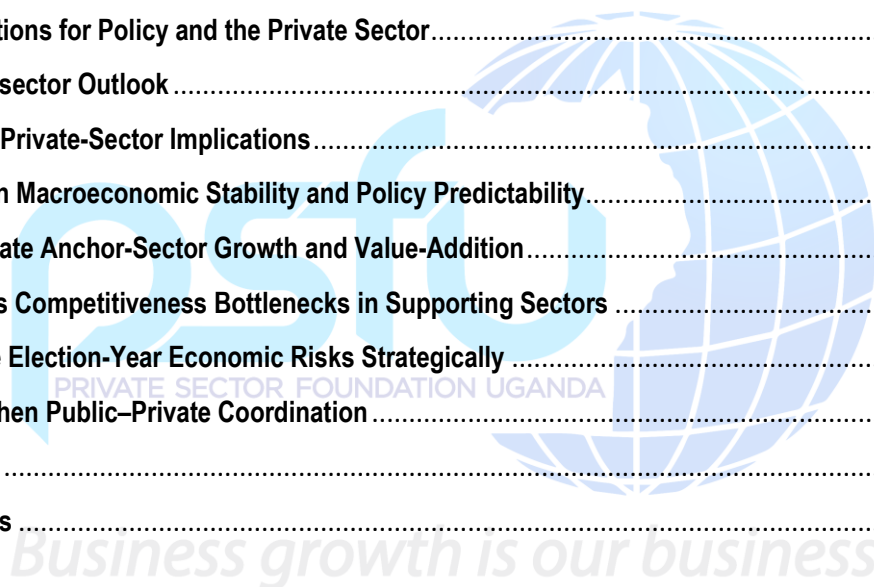 tions for Policy and the Private Sector
sector Outlook
Private-Sector Implications
n Macroeconomic Stability and Policy Predictability
ate Anchor-Sector Growth and Value-Addition
s Competitiveness Bottlenecks in Supporting Sectors
e Election-Year Economic Risks Strategically
psfu
PRIVATE SECTOR FOUNDATION UGANDA
hen Public–Private Coordination
s
Business growth is our business